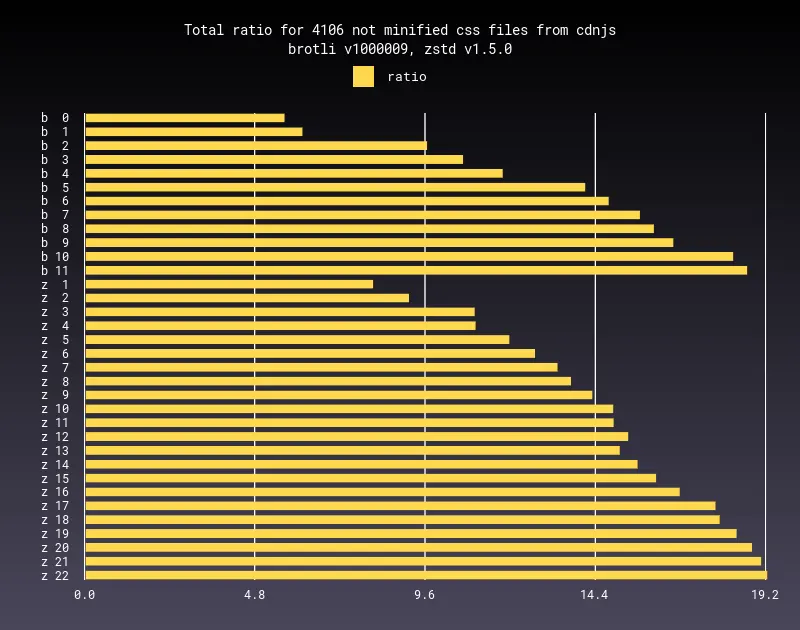 Total ratio for 4106 not minified css files from cdnjs
brotli v1000009, zstd v1.5.0
ratio
b  0
b  1
b  2
b  3
b  4
b  5
b  6
b  7
b  8
b  9
b 10
b 11
z  1
z  2
z  3
z  4
z  5
z  6
z  7
z  8
z  9
z 10
z 11
z 12
z 13
z 14
z 15
z 16
z 17
z 18
z 19
z 20
z 21
z 22
0.0 4.8 9.6 14.4 19.2